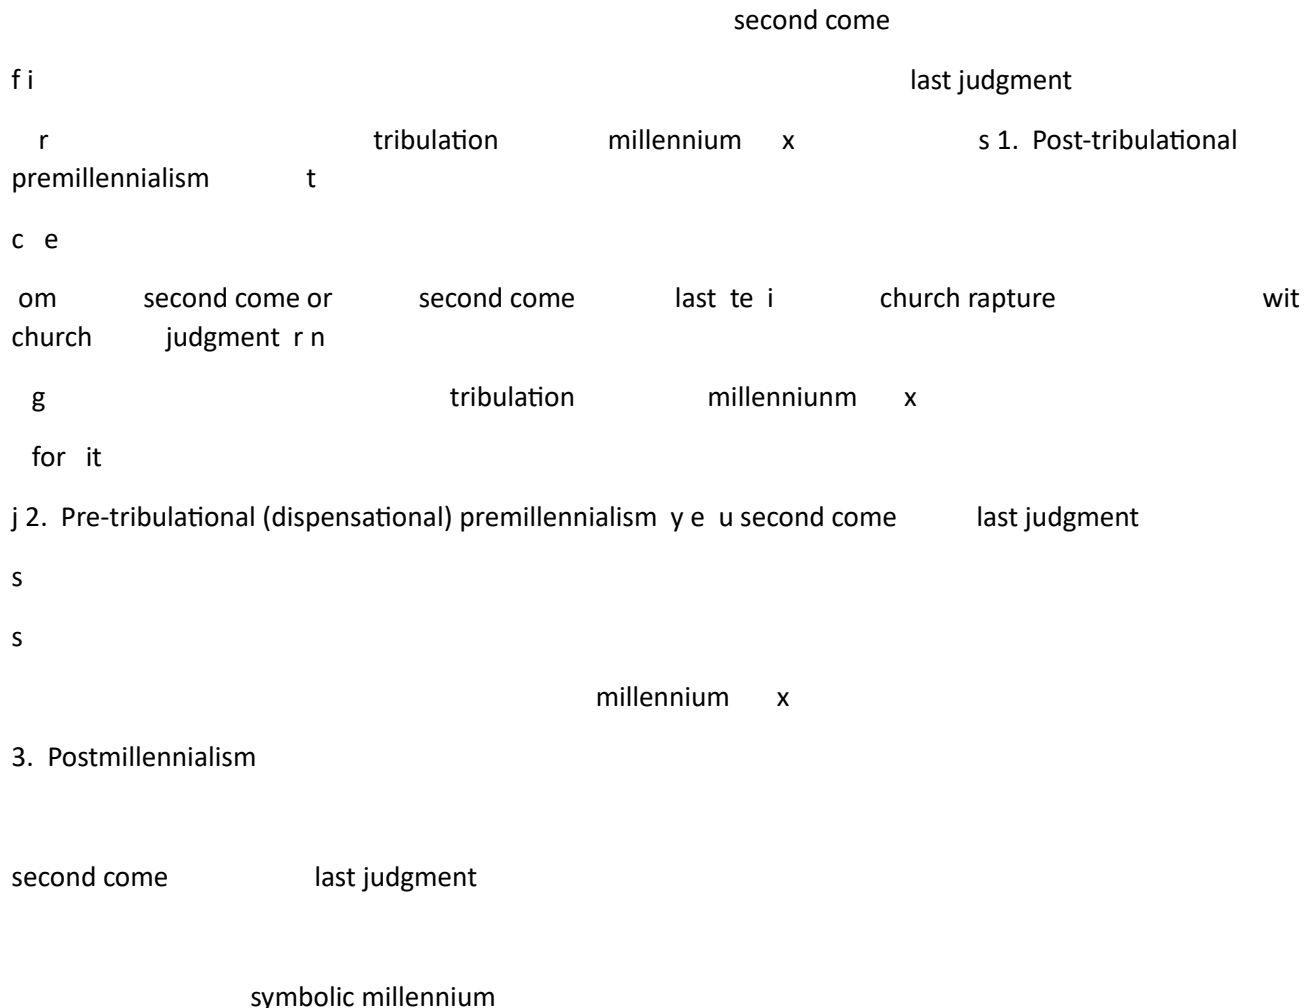 second come
f i last judgment
r tribulation millennium x s 1. Post-tribulational
premillennialism t
c e
om second come or second come last te i church rapture wit
church judgment r n
g tribulation millenniunm x
for it
j 2. Pre-tribulational (dispensational) premillennialism y e u second come last judgment
s
s
millennium x
3. Postmillennialism
second come last judgment
symbolic millennium